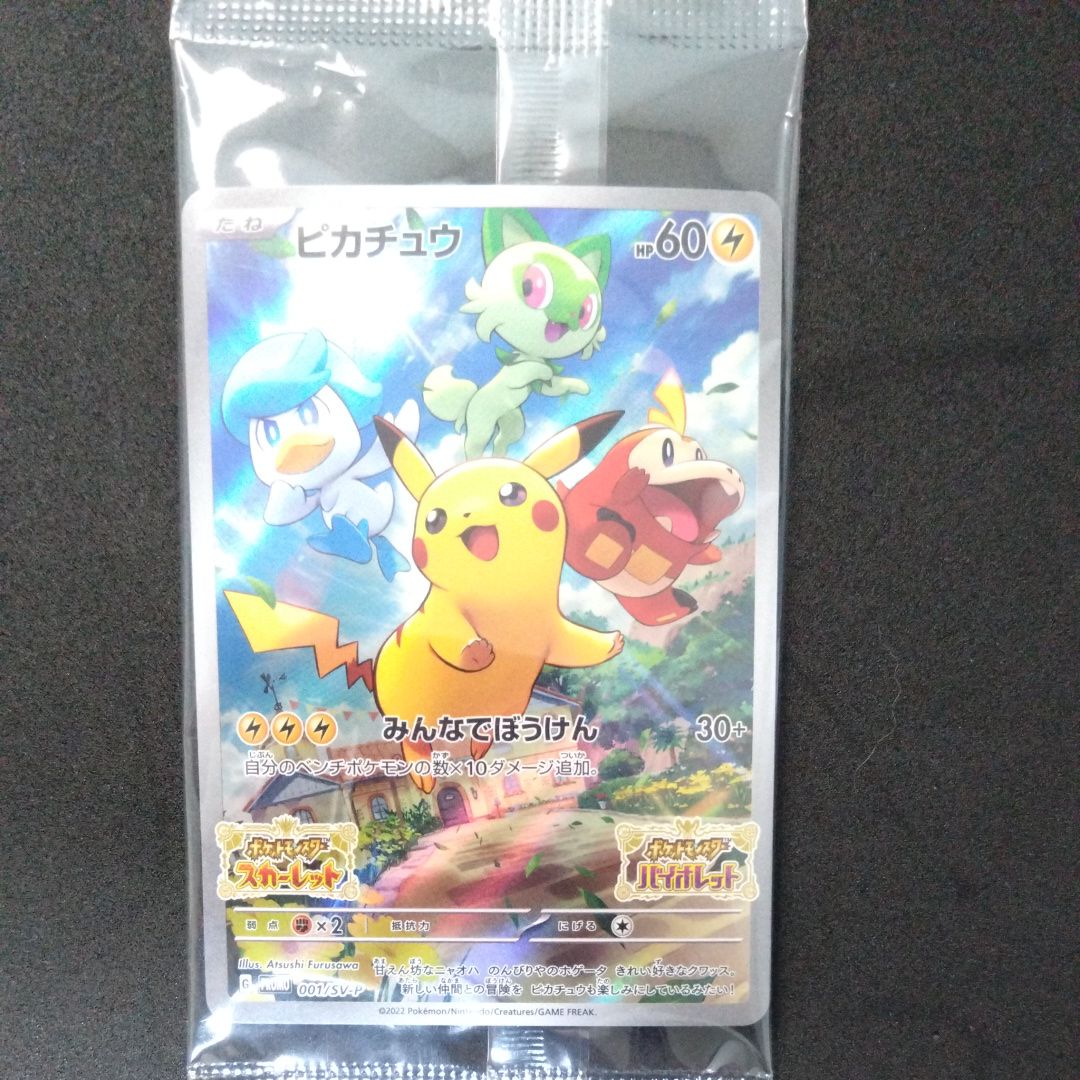 たね ピカチュウ HP60
みんなでぼうけん 30+
自分のベンチポケモンの数×10ダメージ追加。
ポケットモンスター スカーレット
ポケットモンスター バイオレット
弱点 ×2 抵抗力 にげる
Illus. Atsushi Furusawa
甘えん坊なニャオハ のんびりやのホゲータ きれい好きなクワッス。
新しい仲間との冒険を ピカチュウも楽しみにしているみたい!
G PROMO 001/SV-P
©2022 Pokémon/Nintendo/Creatures/GAME FREAK.